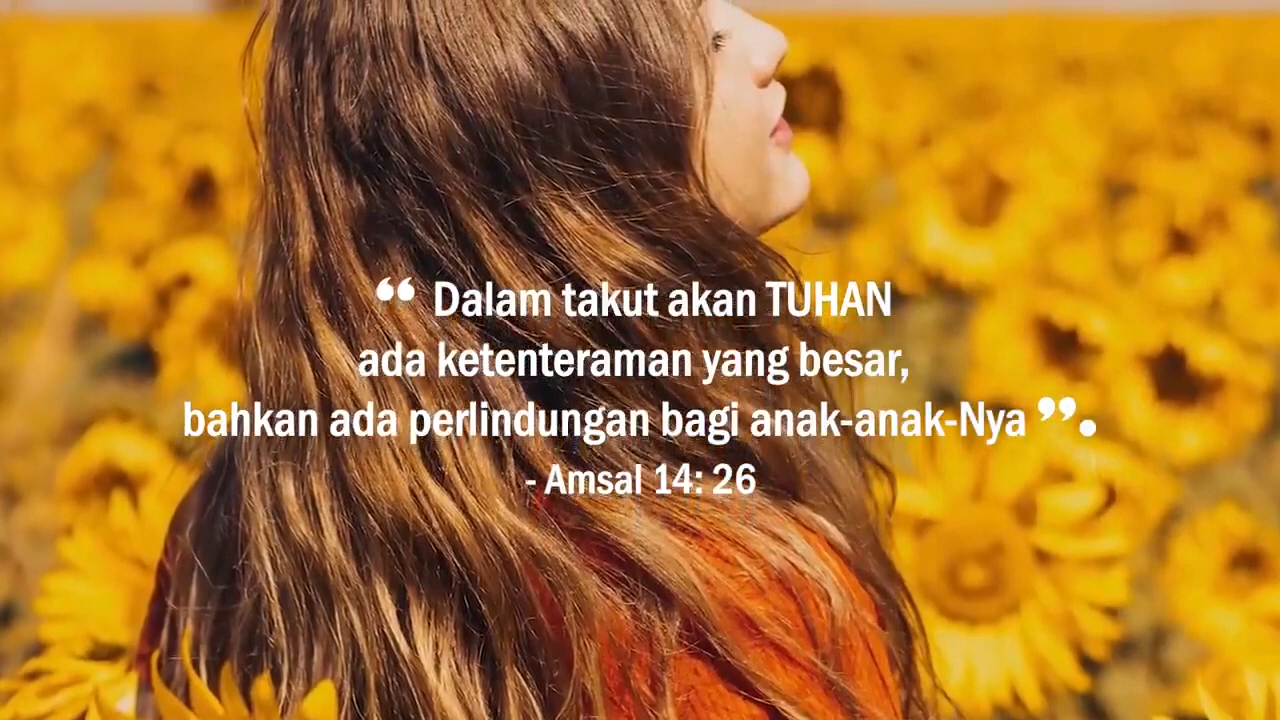 “ Dalam takut akan TUHAN
ada ketenteraman yang besar,
bahkan ada perlindungan bagi anak-anak-Nya ”.
- Amsal 14: 26